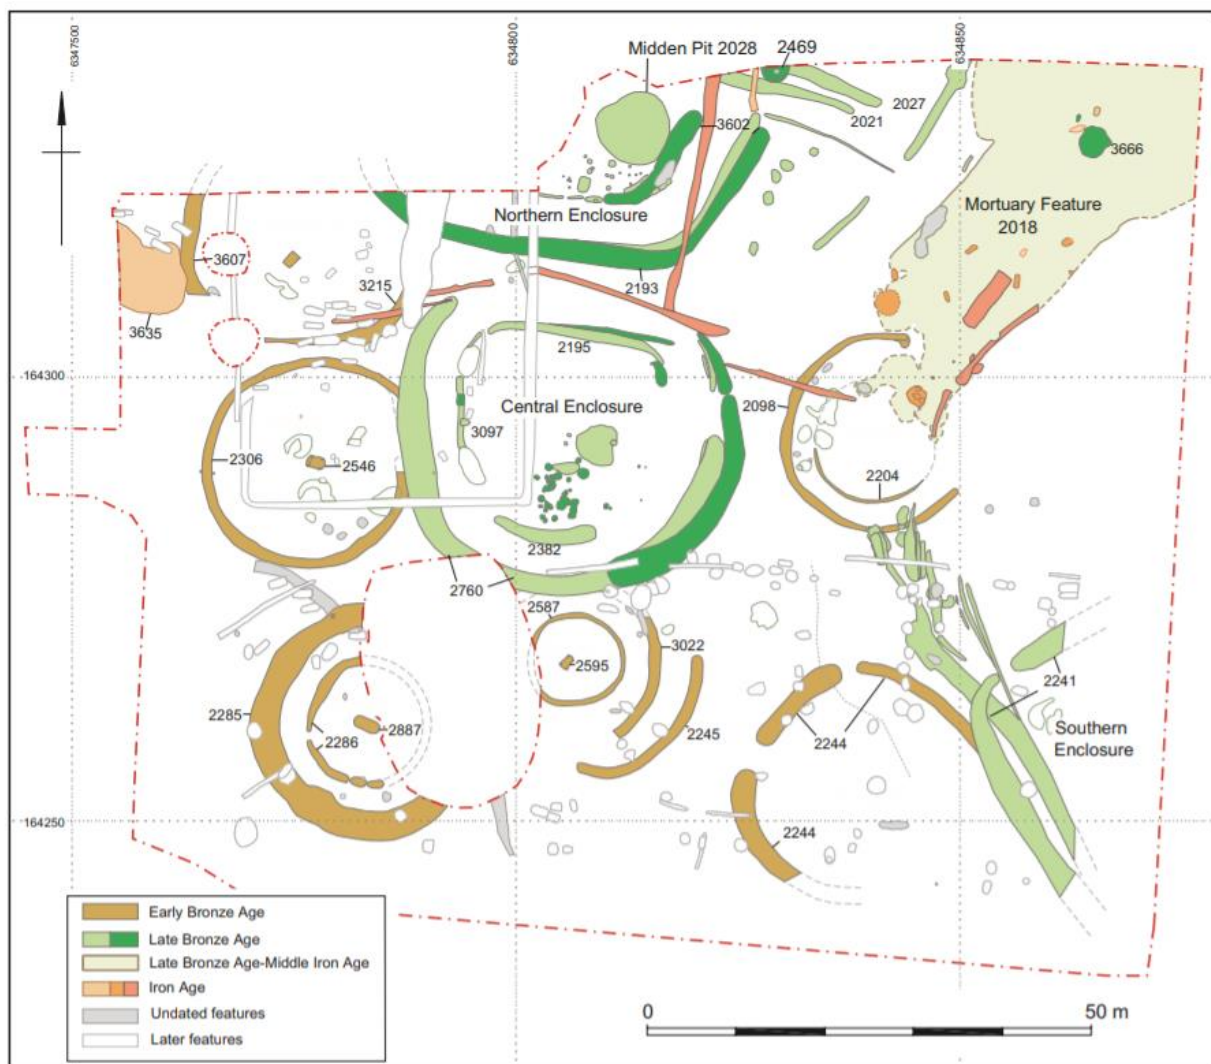 6347500
634800
634850
Midden Pit 2028
2469
3602
2021
2027
3666
Northern Enclosure
Mortuary Feature
2018
3607
3215
2193
3635
2195
164300
Central Enclosure
2098
3097
2306
2546
2204
2382
2760
2587
3022
2595
2241
2285
2887
2286
2245
2244
Southern
Enclosure
164250
2244
Early Bronze Age
Late Bronze Age
Late Bronze Age-Middle Iron Age
Iron Age
Undated features
Later features
0
50 m